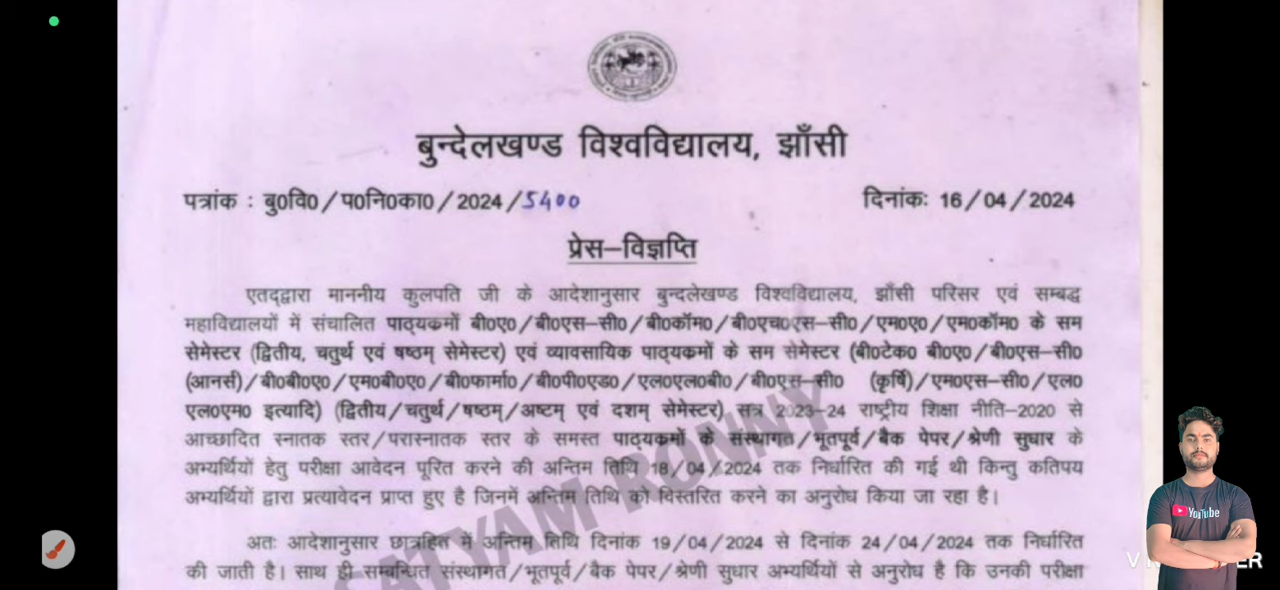 बुन्देलखण्ड विश्वविद्यालय, झाँसी
पत्रांक : बु0वि0/प0नि0का0/2024/5400 दिनांकः 16/04/2024
प्रेस–विज्ञप्ति
एतद्द्वारा माननीय कुलपति जी के आदेशानुसार बुन्दलेखण्ड विश्वविद्यालय, झाँसी परिसर एवं सम्बद्ध
महाविद्यालयों में संचालित पाठ्यकमों बी0ए0/बी0एस–सी0/बी0कॉम0/बी0एच0एस–सी0/एम0ए0/एम0कॉम0 के सम
सेमेस्टर (द्वितीय, चतुर्थ एवं षष्ठम् सेमेस्टर) एवं व्यावसायिक पाठ्यकमों के सम सेमेस्टर (बी0टेक0 बी0ए0/बी0एस–सी0
(आनर्स)/बी0बी0ए0/एम0बी0ए0/बी0फार्मा0/बी0पी0एड0/एल0एल0बी0/बी0एस–सी0 (कृषि)/एम0एस–सी0/एल0
एल0एम0 इत्यादि) (द्वितीय/चतुर्थ/षष्ठम्/अष्टम् एवं दशम् सेमेस्टर) सत्र 2023–24 राष्ट्रीय शिक्षा नीति–2020 से
आच्छादित स्नातक स्तर/परास्नातक स्तर के समस्त पाठ्यकमों के संस्थागत/भूतपूर्व/बैक पेपर/श्रेणी सुधार के
अभ्यर्थियों हेतु परीक्षा आवेदन पूरित करने की अन्तिम तिथि 18/04/2024 तक निर्धारित की गई थी किन्तु कतिपय
अभ्यर्थियों द्वारा प्रत्यावेदन प्राप्त हुए है जिनमें अन्तिम तिथि को विस्तरित करने का अनुरोध किया जा रहा है।
अतः आदेशानुसार छात्रहित में अन्तिम तिथि दिनांक 19/04/2024 से दिनांक 24/04/2024 तक निर्धारित
की जाती है। साथ ही सम्बन्धित संस्थागत/भूतपूर्व/बैक पेपर/श्रेणी सुधार अभ्यर्थियों से अनुरोध है कि उनकी परीक्षा
SATYAM RONNY
YouTube